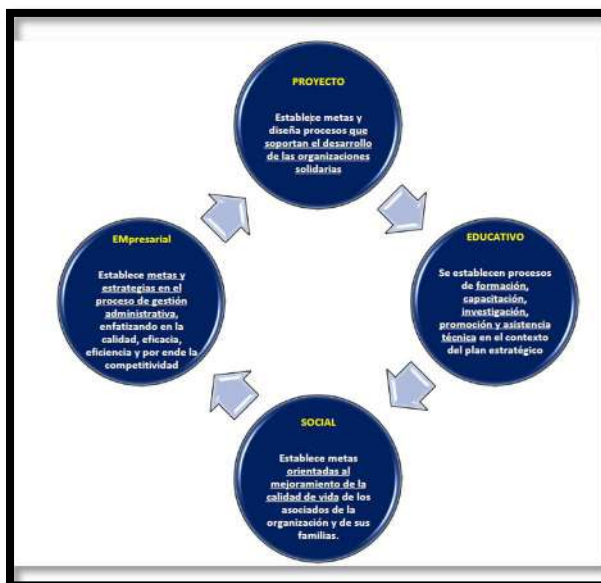 PROYECTO
Establece metas y
diseña procesos que
soportan el desarrollo
de las organizaciones
solidarias
EDUCATIVO
Se establecen procesos
de formación,
capacitación,
investigación,
promoción y asistencia
técnica en el contexto
del plan estratégico
SOCIAL
Establece metas
orientadas al
mejoramiento de la
calidad de vida de los
asociados de la
organización y de sus
familias.
EMpresarial
Establece metas y
estrategias en el
proceso de gestión
administrativa,
enfatizando en la
calidad, eficacia,
eficiencia y por ende la
competitividad